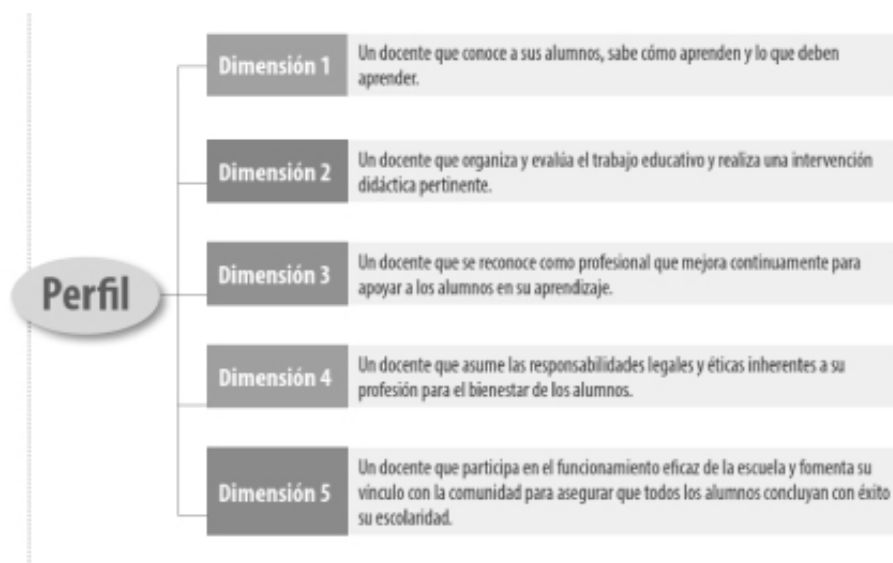 Dimensión 1
Un docente que conoce a sus alumnos, sabe cómo aprenden y lo que deben
aprender.
Dimensión 2
Un docente que organiza y evalúa el trabajo educativo y realiza una intervención
didáctica pertinente.
Perfil
Dimensión 3
Un docente que se reconoce como profesional que mejora continuamente para
apoyar a los alumnos en su aprendizaje.
Dimensión 4
Un docente que asume las responsabilidades legales y éticas inherentes a su
profesión para el bienestar de los alumnos.
Dimensión 5
Un docente que participa en el funcionamiento eficaz de la escuela y fomenta su
vínculo con la comunidad para asegurar que todos los alumnos concluyan con éxito
su escolaridad.